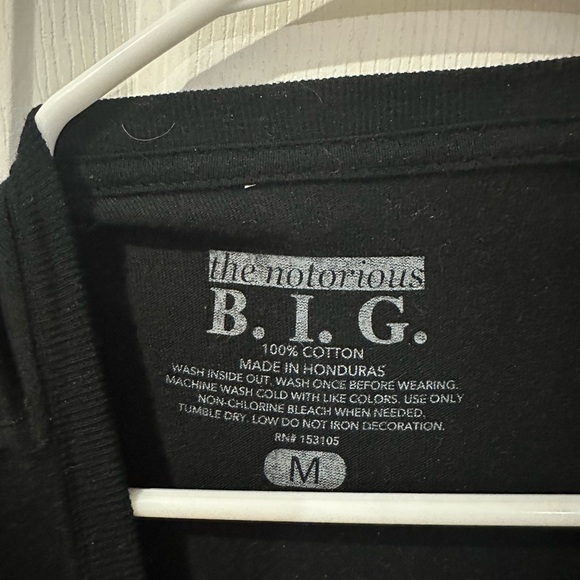 the notorious
B. I. G.
100% COTTON
MADE IN HONDURAS
WASH INSIDE OUT. WASH ONCE BEFORE WEARING.
MACHINE WASH COLD WITH LIKE COLORS. USE ONLY
NON-CHLORINE BLEACH WHEN NEEDED.
TUMBLE DRY. LOW DO NOT IRON DECORATION.
RN# 153105
M